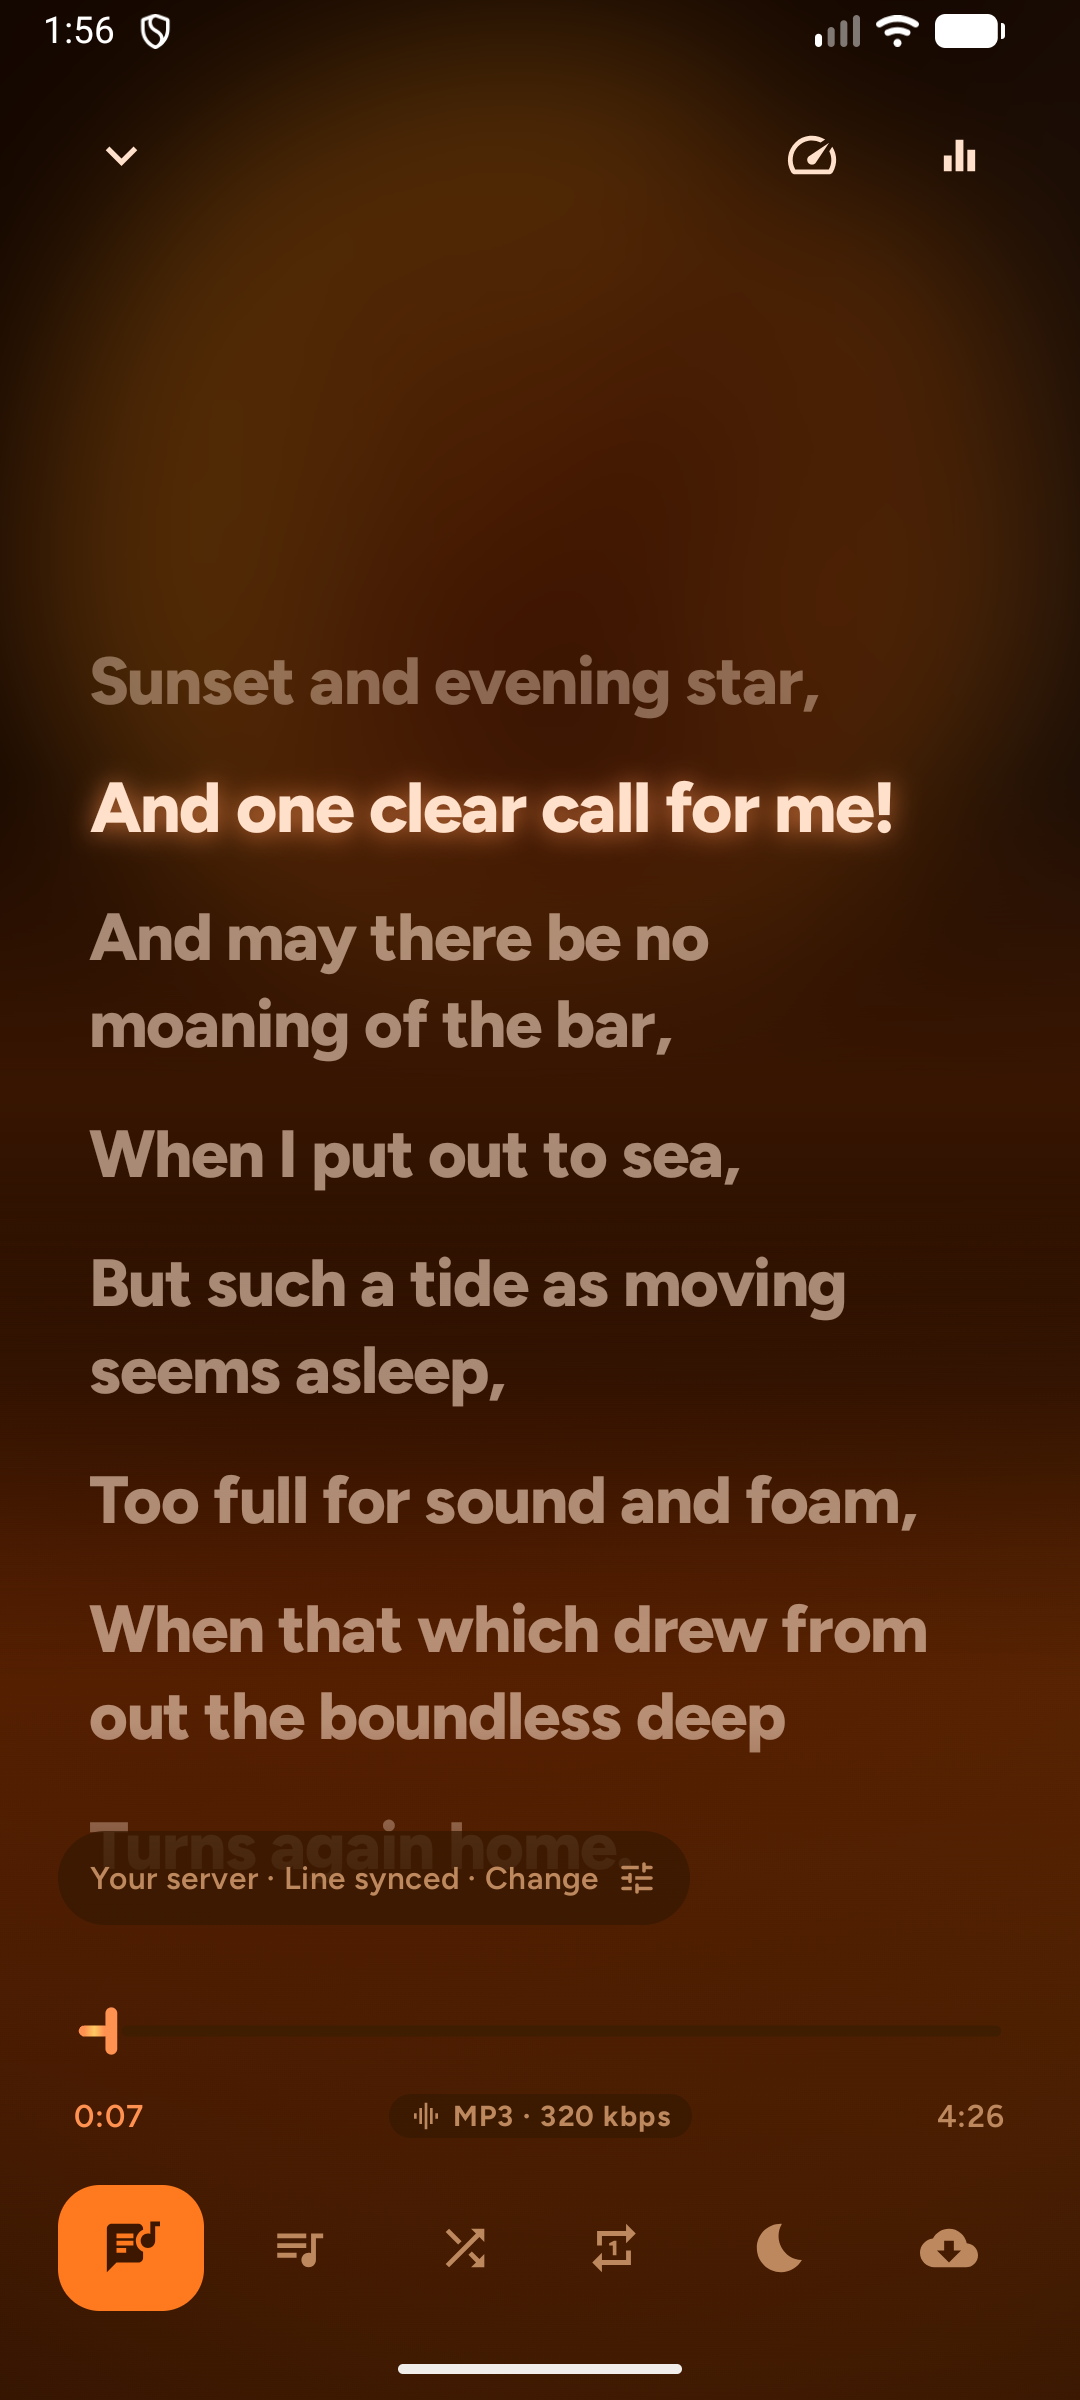 1:56
Sunset and evening star,
And one clear call for me!
And may there be no
moaning of the bar,
When I put out to sea,
But such a tide as moving
seems asleep,
Too full for sound and foam,
When that which drew from
out the boundless deep
Turns again home.
Your server · Line synced · Change
0:07
MP3 · 320 kbps
4:26
1